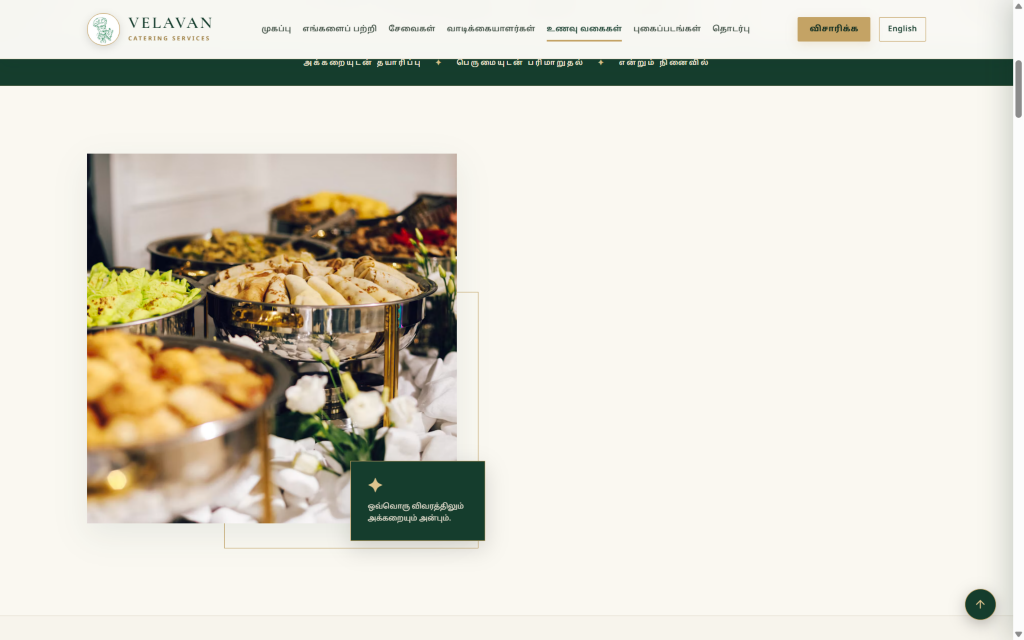 VELAVAN
CATERING SERVICES
முகப்பு எங்களைப் பற்றி சேவைகள் வாடிக்கையாளர்கள் உணவு வகைகள் புகைப்படங்கள் தொடர்பு
விசாரிக்க
English
அக்கறையுடன் தயாரிப்பு ✦ பெருமையுடன் பரிமாறுதல் ✦ என்றும் நினைவில்
ஒவ்வொரு விவரத்திலும்
அக்கறையும் அன்பும்.